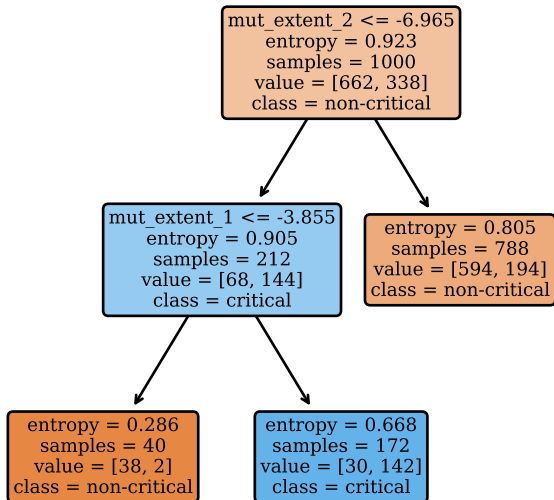 mut_extent_2 <= -6.965
entropy = 0.923
samples = 1000
value = [662, 338]
class = non-critical
mut_extent_1 <= -3.855
entropy = 0.905
samples = 212
value = [68, 144]
class = critical
entropy = 0.805
samples = 788
value = [594, 194]
class = non-critical
entropy = 0.286
samples = 40
value = [38, 2]
class = non-critical
entropy = 0.668
samples = 172
value = [30, 142]
class = critical